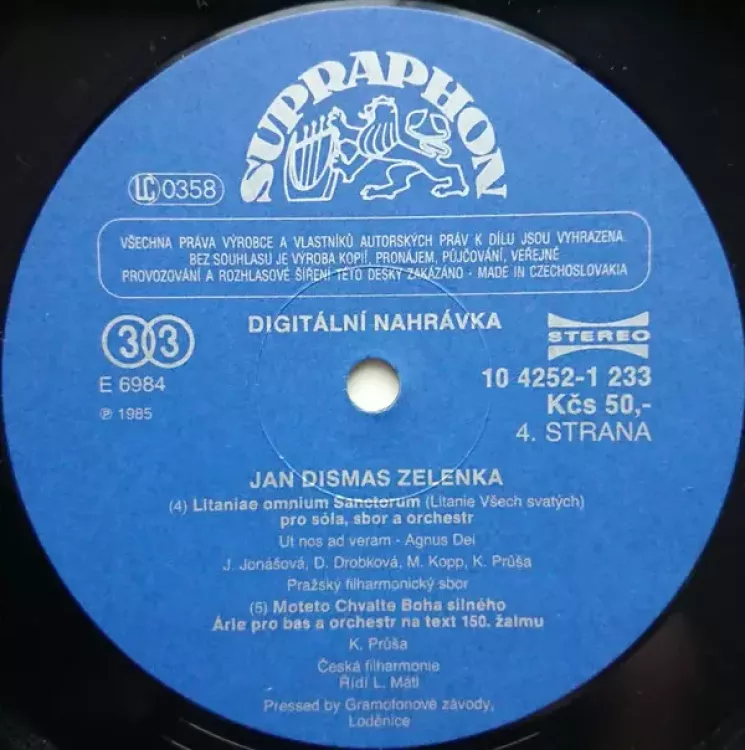 SUPRAPHON
LC 0358
VŠECHNA PRÁVA VÝROBCE A VLASTNÍKŮ AUTORSKÝCH PRÁV K DÍLU JSOU VYHRAZENA.
BEZ SOUHLASU JE VÝROBA KOPIÍ, PRONÁJEM, PŮJČOVÁNÍ, VEŘEJNÉ
PROVOZOVÁNÍ A ROZHLASOVÉ ŠÍŘENÍ TÉTO DESKY ZAKÁZÁNO - MADE IN CZECHOSLOVAKIA
DIGITÁLNÍ NAHRÁVKA
33
STEREO
E 6984
10 4252-1 233
℗ 1985
Kčs 50,-
4. STRANA
JAN DISMAS ZELENKA
(4) Litaniae omnium Sanctorum (Litanie Všech svatých)
pro sóla, sbor a orchestr
Ut nos ad veram - Agnus Dei
J. Jonášová, D. Drobková, M. Kopp, K. Průša
Pražský filharmonický sbor
(5) Moteto Chvalte Boha silného
Árie pro bas a orchestr na text 150. žalmu
K. Průša
Česká filharmonie
Řídí L. Mátl
Pressed by Gramofonové závody,
Loděnice